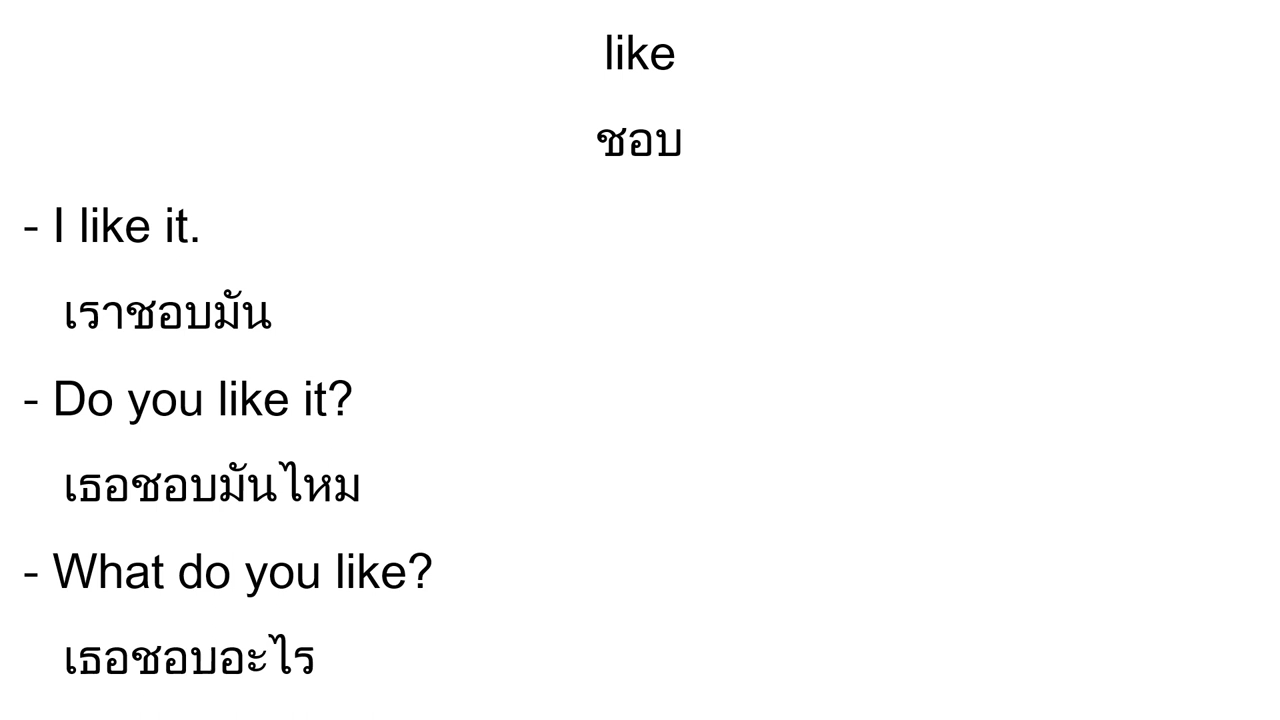 like
ชอบ
- I like it.
เราชอบมัน
- Do you like it?
เธอชอบมันไหม
- What do you like?
เธอชอบอะไร